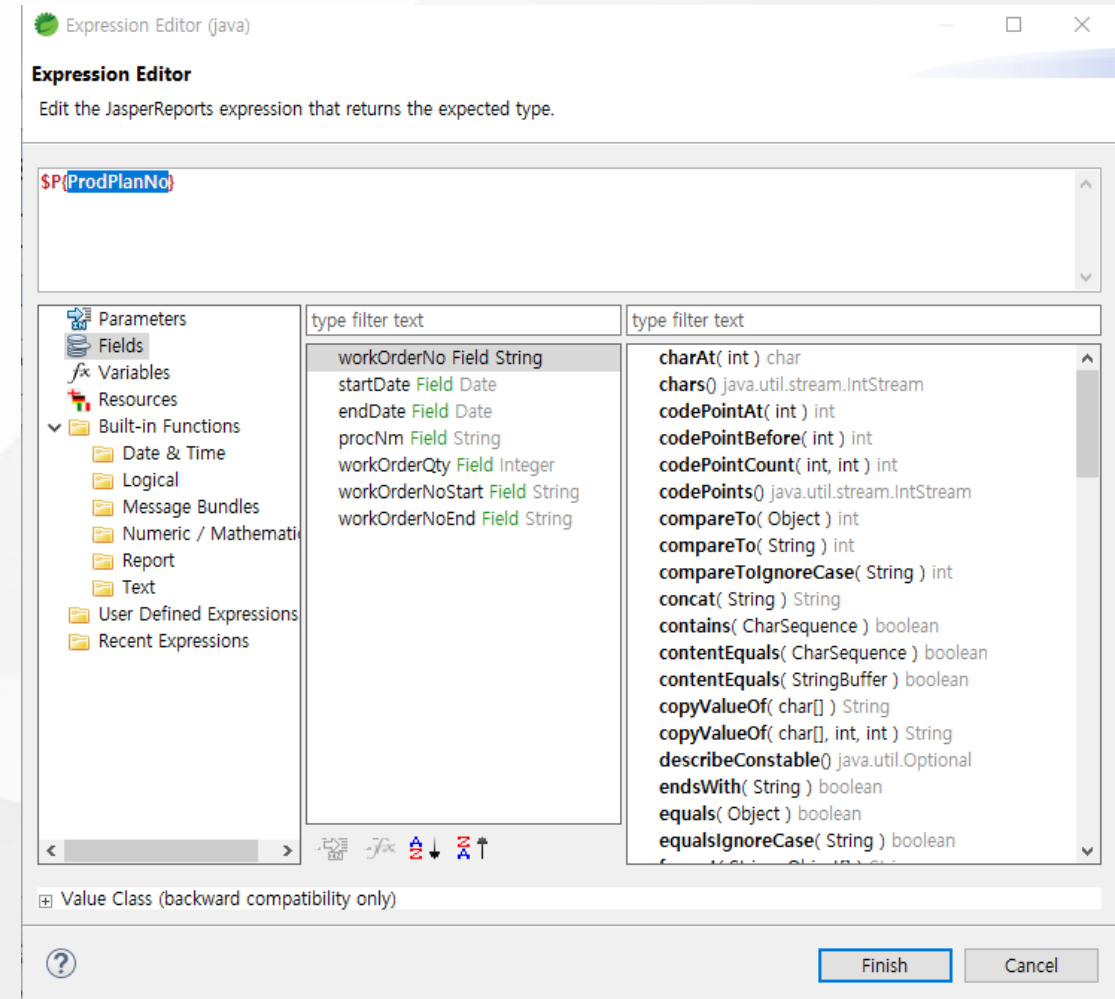 Expression Editor (java)
Expression Editor
Edit the JasperReports expression that returns the expected type.
$P{ProdPlanNo}
Parameters
Fields
fx Variables
Resources
Built-in Functions
Date & Time
Logical
Message Bundles
Numeric / Mathemati
Report
Text
User Defined Expressions
Recent Expressions
type filter text
workOrderNo Field String
startDate Field Date
endDate Field Date
procNm Field String
workOrderQty Field Integer
workOrderNoStart Field String
workOrderNoEnd Field String
type filter text
charAt( int ) char
chars() java.util.stream.IntStream
codePointAt( int ) int
codePointBefore( int ) int
codePointCount( int, int ) int
codePoints() java.util.stream.IntStream
compareTo( Object ) int
compareTo( String ) int
compareToIgnoreCase( String ) int
concat( String ) String
contains( CharSequence ) boolean
contentEquals( CharSequence ) boolean
contentEquals( StringBuffer ) boolean
copyValueOf( char[] ) String
copyValueOf( char[], int, int ) String
describeConstable() java.util.Optional
endsWith( String ) boolean
equals( Object ) boolean
equalsIgnoreCase( String ) boolean
Value Class (backward compatibility only)
Finish
Cancel